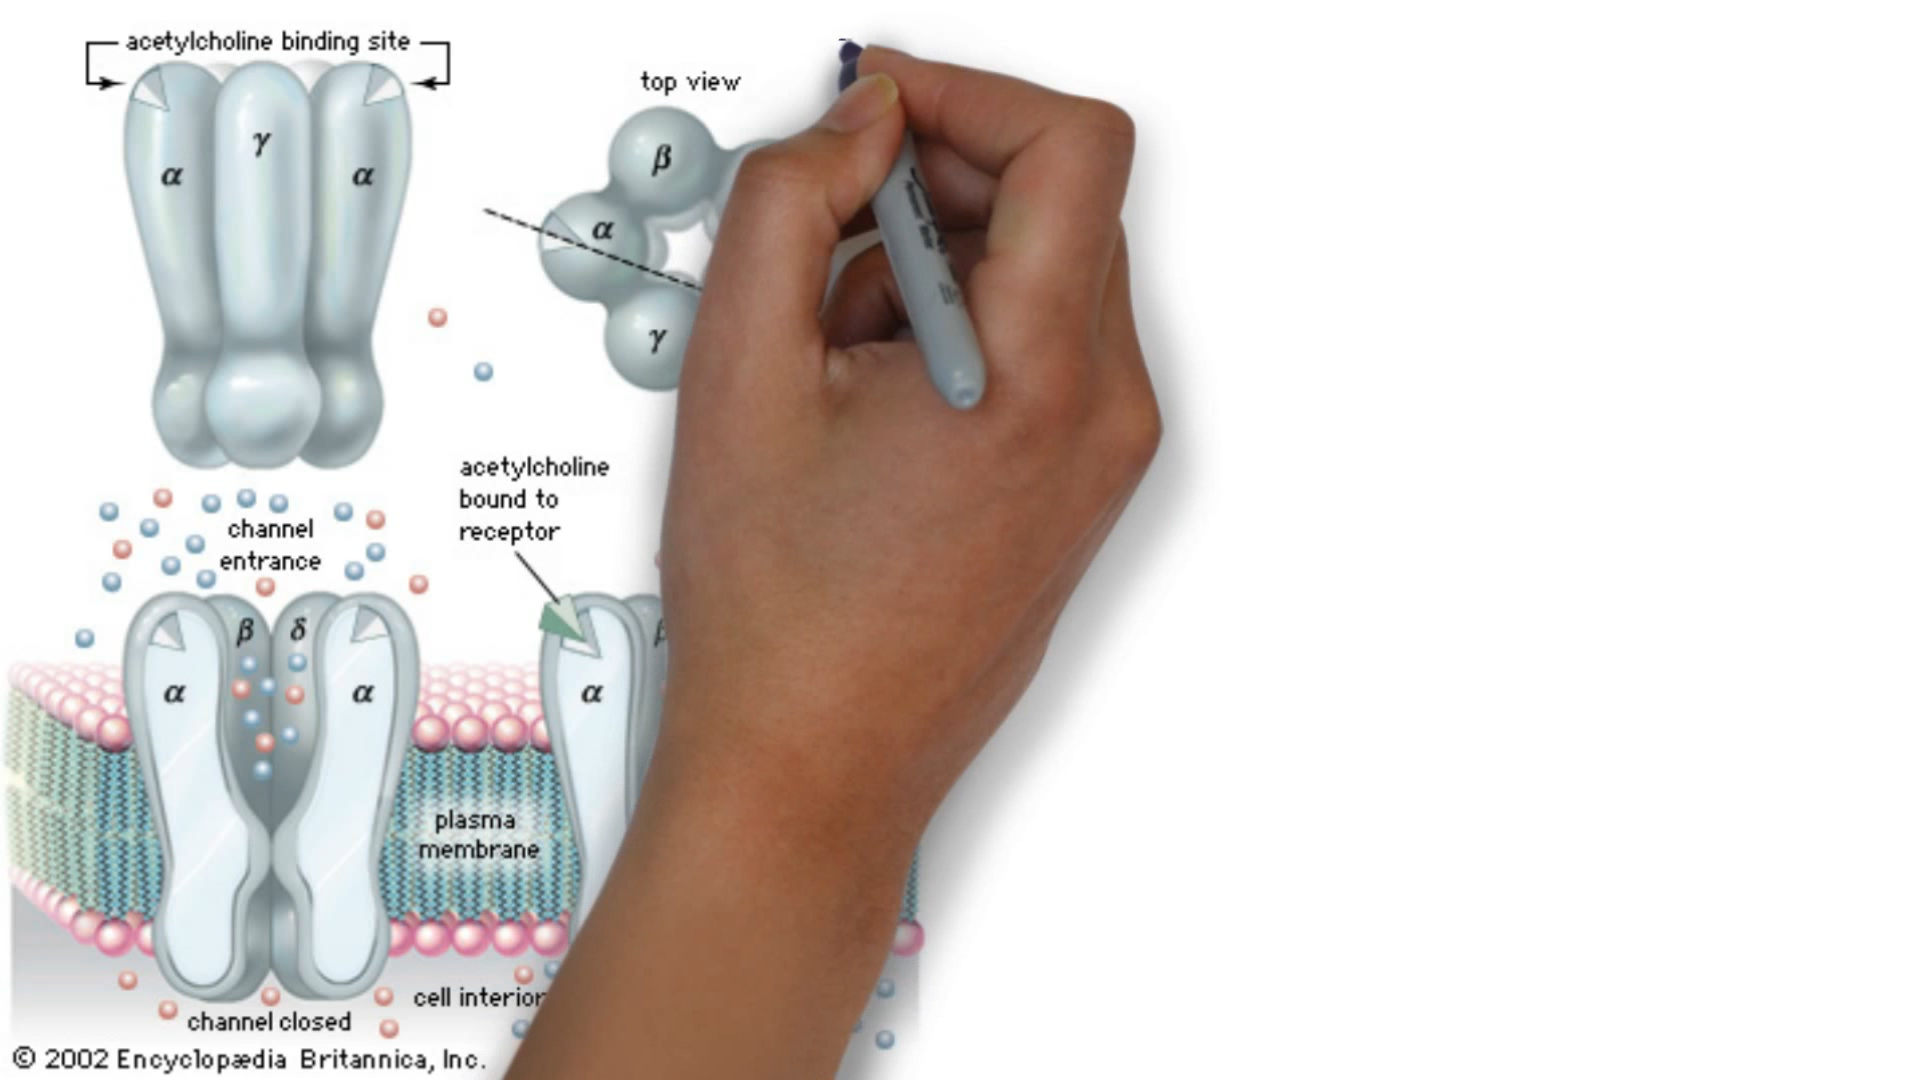 acetylcholine binding site
top view
γ
α
α
β
α
γ
acetylcholine
bound to
receptor
channel
entrance
β
δ
β
α
α
α
plasma
membrane
cell interior
channel closed
© 2002 Encyclopædia Britannica, Inc.